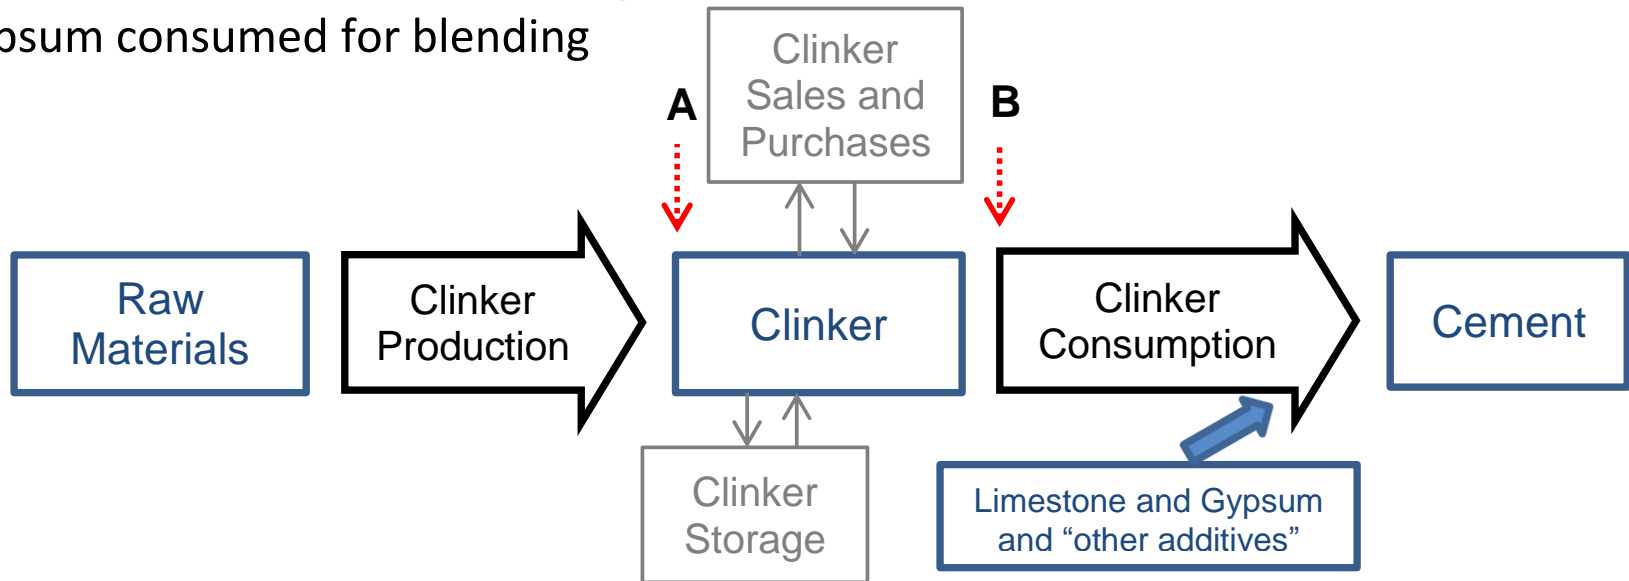 consumed for blending
Clinker
Sales and
Purchases
A
B
Raw
Materials
Clinker
Production
Clinker
Clinker
Consumption
Cement
Clinker
Storage
Limestone and Gypsum
and “other additives”